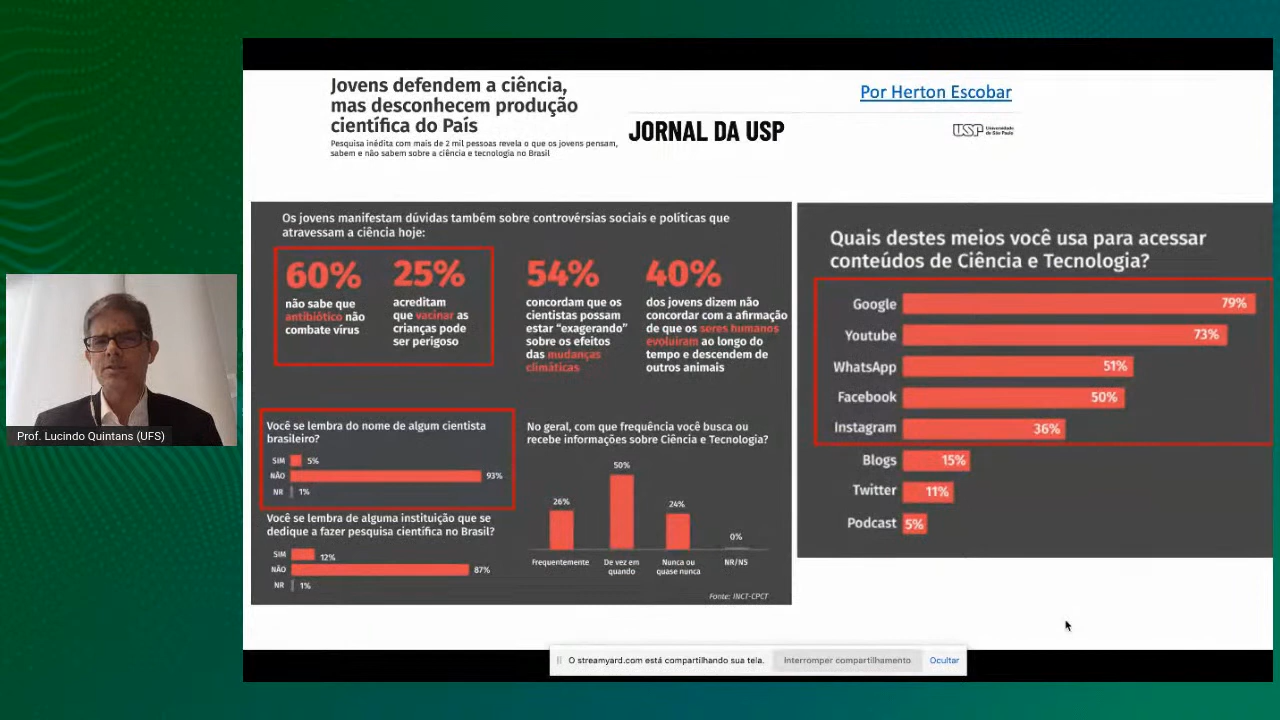 Jovens defendem a ciência,
mas desconhecem produção
científica do País
Pesquisa inédita com mais de 2 mil pessoas revela o que os jovens pensam,
sabem e não sabem sobre a ciência e tecnologia no Brasil
JORNAL DA USP
Por Herton Escobar
USP Universidade
de São Paulo
Os jovens manifestam dúvidas também sobre controvérsias sociais e políticas que
atravessam a ciência hoje:
60%
não sabe que
antibiótico não
combate vírus
25%
acreditam
que vacinar as
crianças pode
ser perigoso
54%
concordam que os
cientistas possam
estar “exagerando”
sobre os efeitos
das mudanças
climáticas
40%
dos jovens dizem não
concordar com a afirmação
de que os seres humanos
evoluiram ao longo do
tempo e descendem de
outros animais
Você se lembra do nome de algum cientista
brasileiro?
SIM 5%
NÃO 93%
NR 1%
Você se lembra de alguma instituição que se
dedique a fazer pesquisa científica no Brasil?
SIM 12%
NÃO 87%
NR 1%
No geral, com que frequência você busca ou
recebe informações sobre Ciência e Tecnologia?
26% 50% 24% 0%
Frequentemente De vez em Nunca ou NR/NS
quando quase nunca
Fonte: INCT-CPCT
Quais destes meios você usa para acessar
conteúdos de Ciência e Tecnologia?
Google 79%
Youtube 73%
WhatsApp 51%
Facebook 50%
Instagram 36%
Blogs 15%
Twitter 11%
Podcast 5%
Prof. Lucindo Quintans (UFS)
O streamyard.com está compartilhando sua tela. Interromper compartilhamento Ocultar